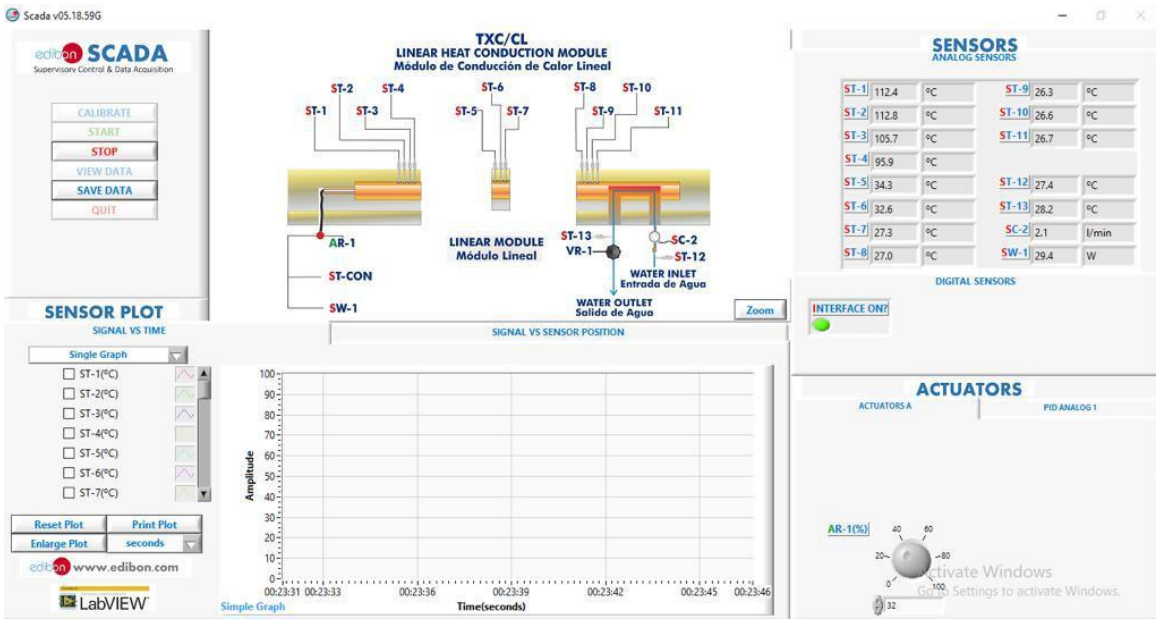 Scada v05.18.59G
edibon SCADA
Supervisory Control & Data Acquisition
CALIBRATE
START
STOP
VIEW DATA
SAVE DATA
QUIT
TXC/CL
LINEAR HEAT CONDUCTION MODULE
Módulo de Conducción de Calor Lineal
ST-2 ST-4 ST-6 ST-8 ST-10
ST-1 ST-3 ST-5 ST-7 ST-9 ST-11
AR-1
ST-CON
SW-1
LINEAR MODULE
Módulo Lineal
ST-13
VR-1
SC-2
ST-12
WATER INLET
Entrada de Agua
WATER OUTLET
Salida de Agua
Zoom
SENSORS
ANALOG SENSORS
ST-1 112.4 ºC ST-9 26.3 ºC
ST-2 112.8 ºC ST-10 26.6 ºC
ST-3 105.7 ºC ST-11 26.7 ºC
ST-4 95.9 ºC
ST-5 34.3 ºC ST-12 27.4 ºC
ST-6 32.6 ºC ST-13 28.2 ºC
ST-7 27.3 ºC SC-2 2.1 l/min
ST-8 27.0 ºC SW-1 29.4 W
DIGITAL SENSORS
INTERFACE ON?
SENSOR PLOT
SIGNAL VS TIME
SIGNAL VS SENSOR POSITION
Single Graph
ST-1(ºC)
ST-2(ºC)
ST-3(ºC)
ST-4(ºC)
ST-5(ºC)
ST-6(ºC)
ST-7(ºC)
Reset Plot Print Plot
Enlarge Plot seconds
edibon www.edibon.com
LabVIEW
Amplitude
100
90
80
70
60
50
40
30
20
10
0
00:23:31 00:23:33 00:23:36 00:23:39 00:23:42 00:23:45 00:23:46
Simple Graph
Time(seconds)
ACTUATORS
ACTUATORS A PID ANALOG 1
AR-1(%)
40 60
20 80
0 100
32
Activate Windows
Go to Settings to activate Windows.